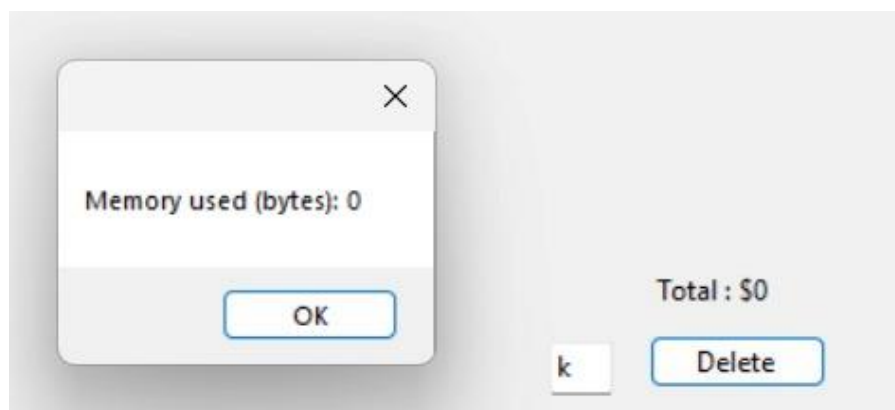 Memory used (bytes): 0
OK
Total : $0
k
Delete